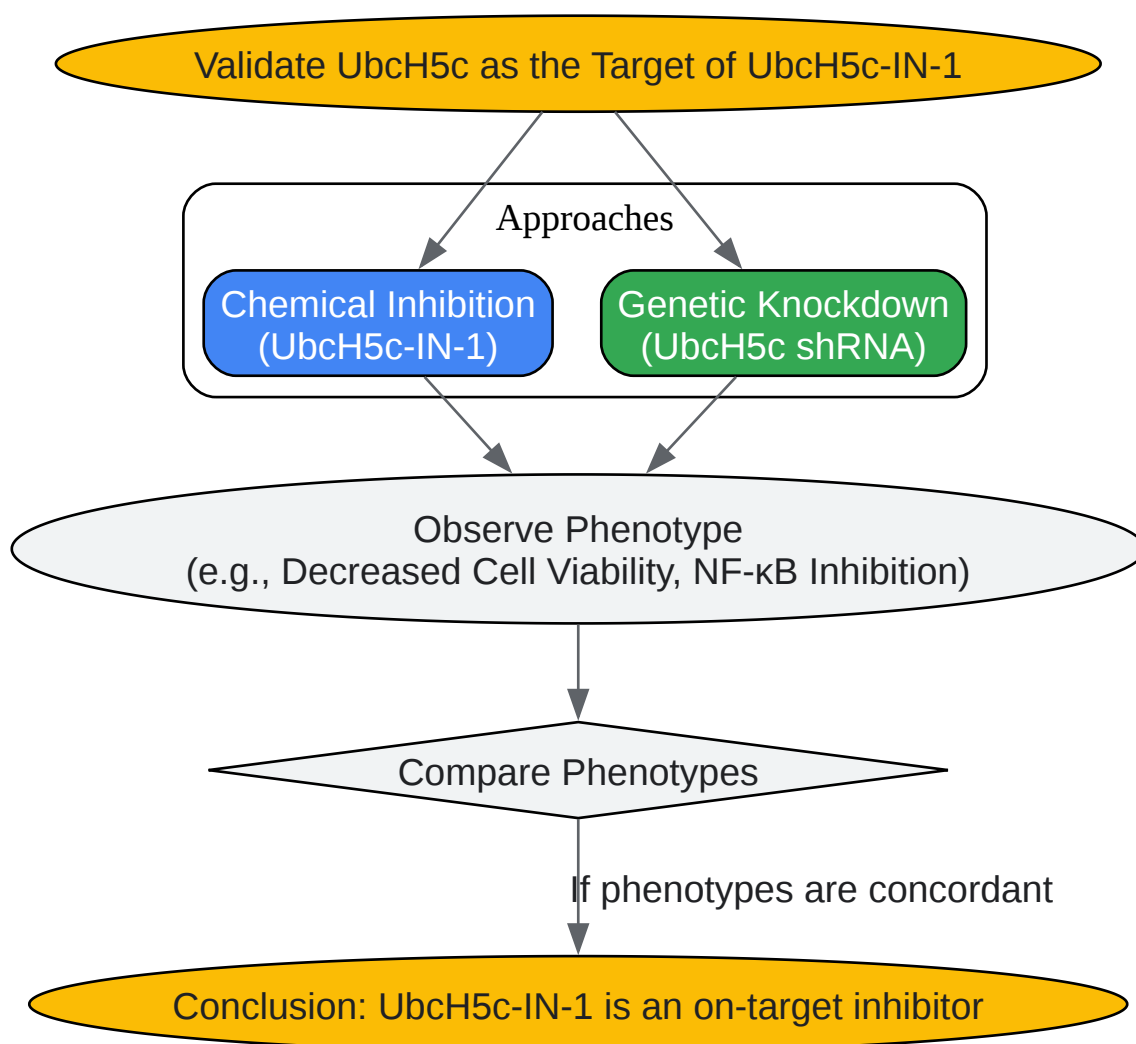 Validate UbcH5c as the Target of UbcH5c-IN-1
Approaches
Chemical Inhibition
(UbcH5c-IN-1)
Genetic Knockdown
(UbcH5c shRNA)
Observe Phenotype
(e.g., Decreased Cell Viability, NF-κB Inhibition)
Compare Phenotypes
If phenotypes are concordant
Conclusion: UbcH5c-IN-1 is an on-target inhibitor